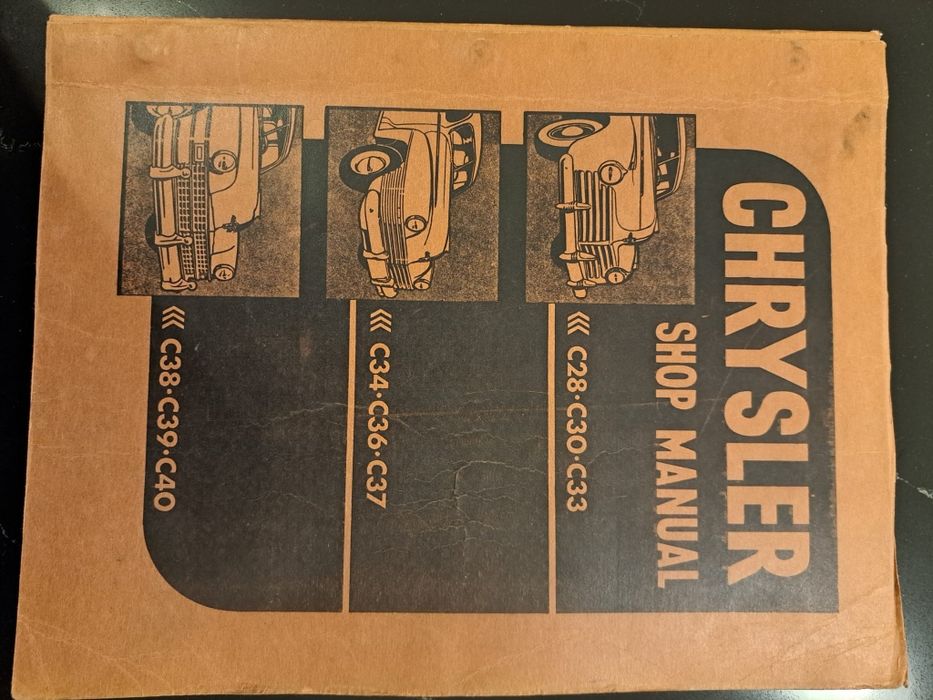 CHRYSLER
SHOP MANUAL
C28·C30·C33
C34·C36·C37
C38·C39·C40